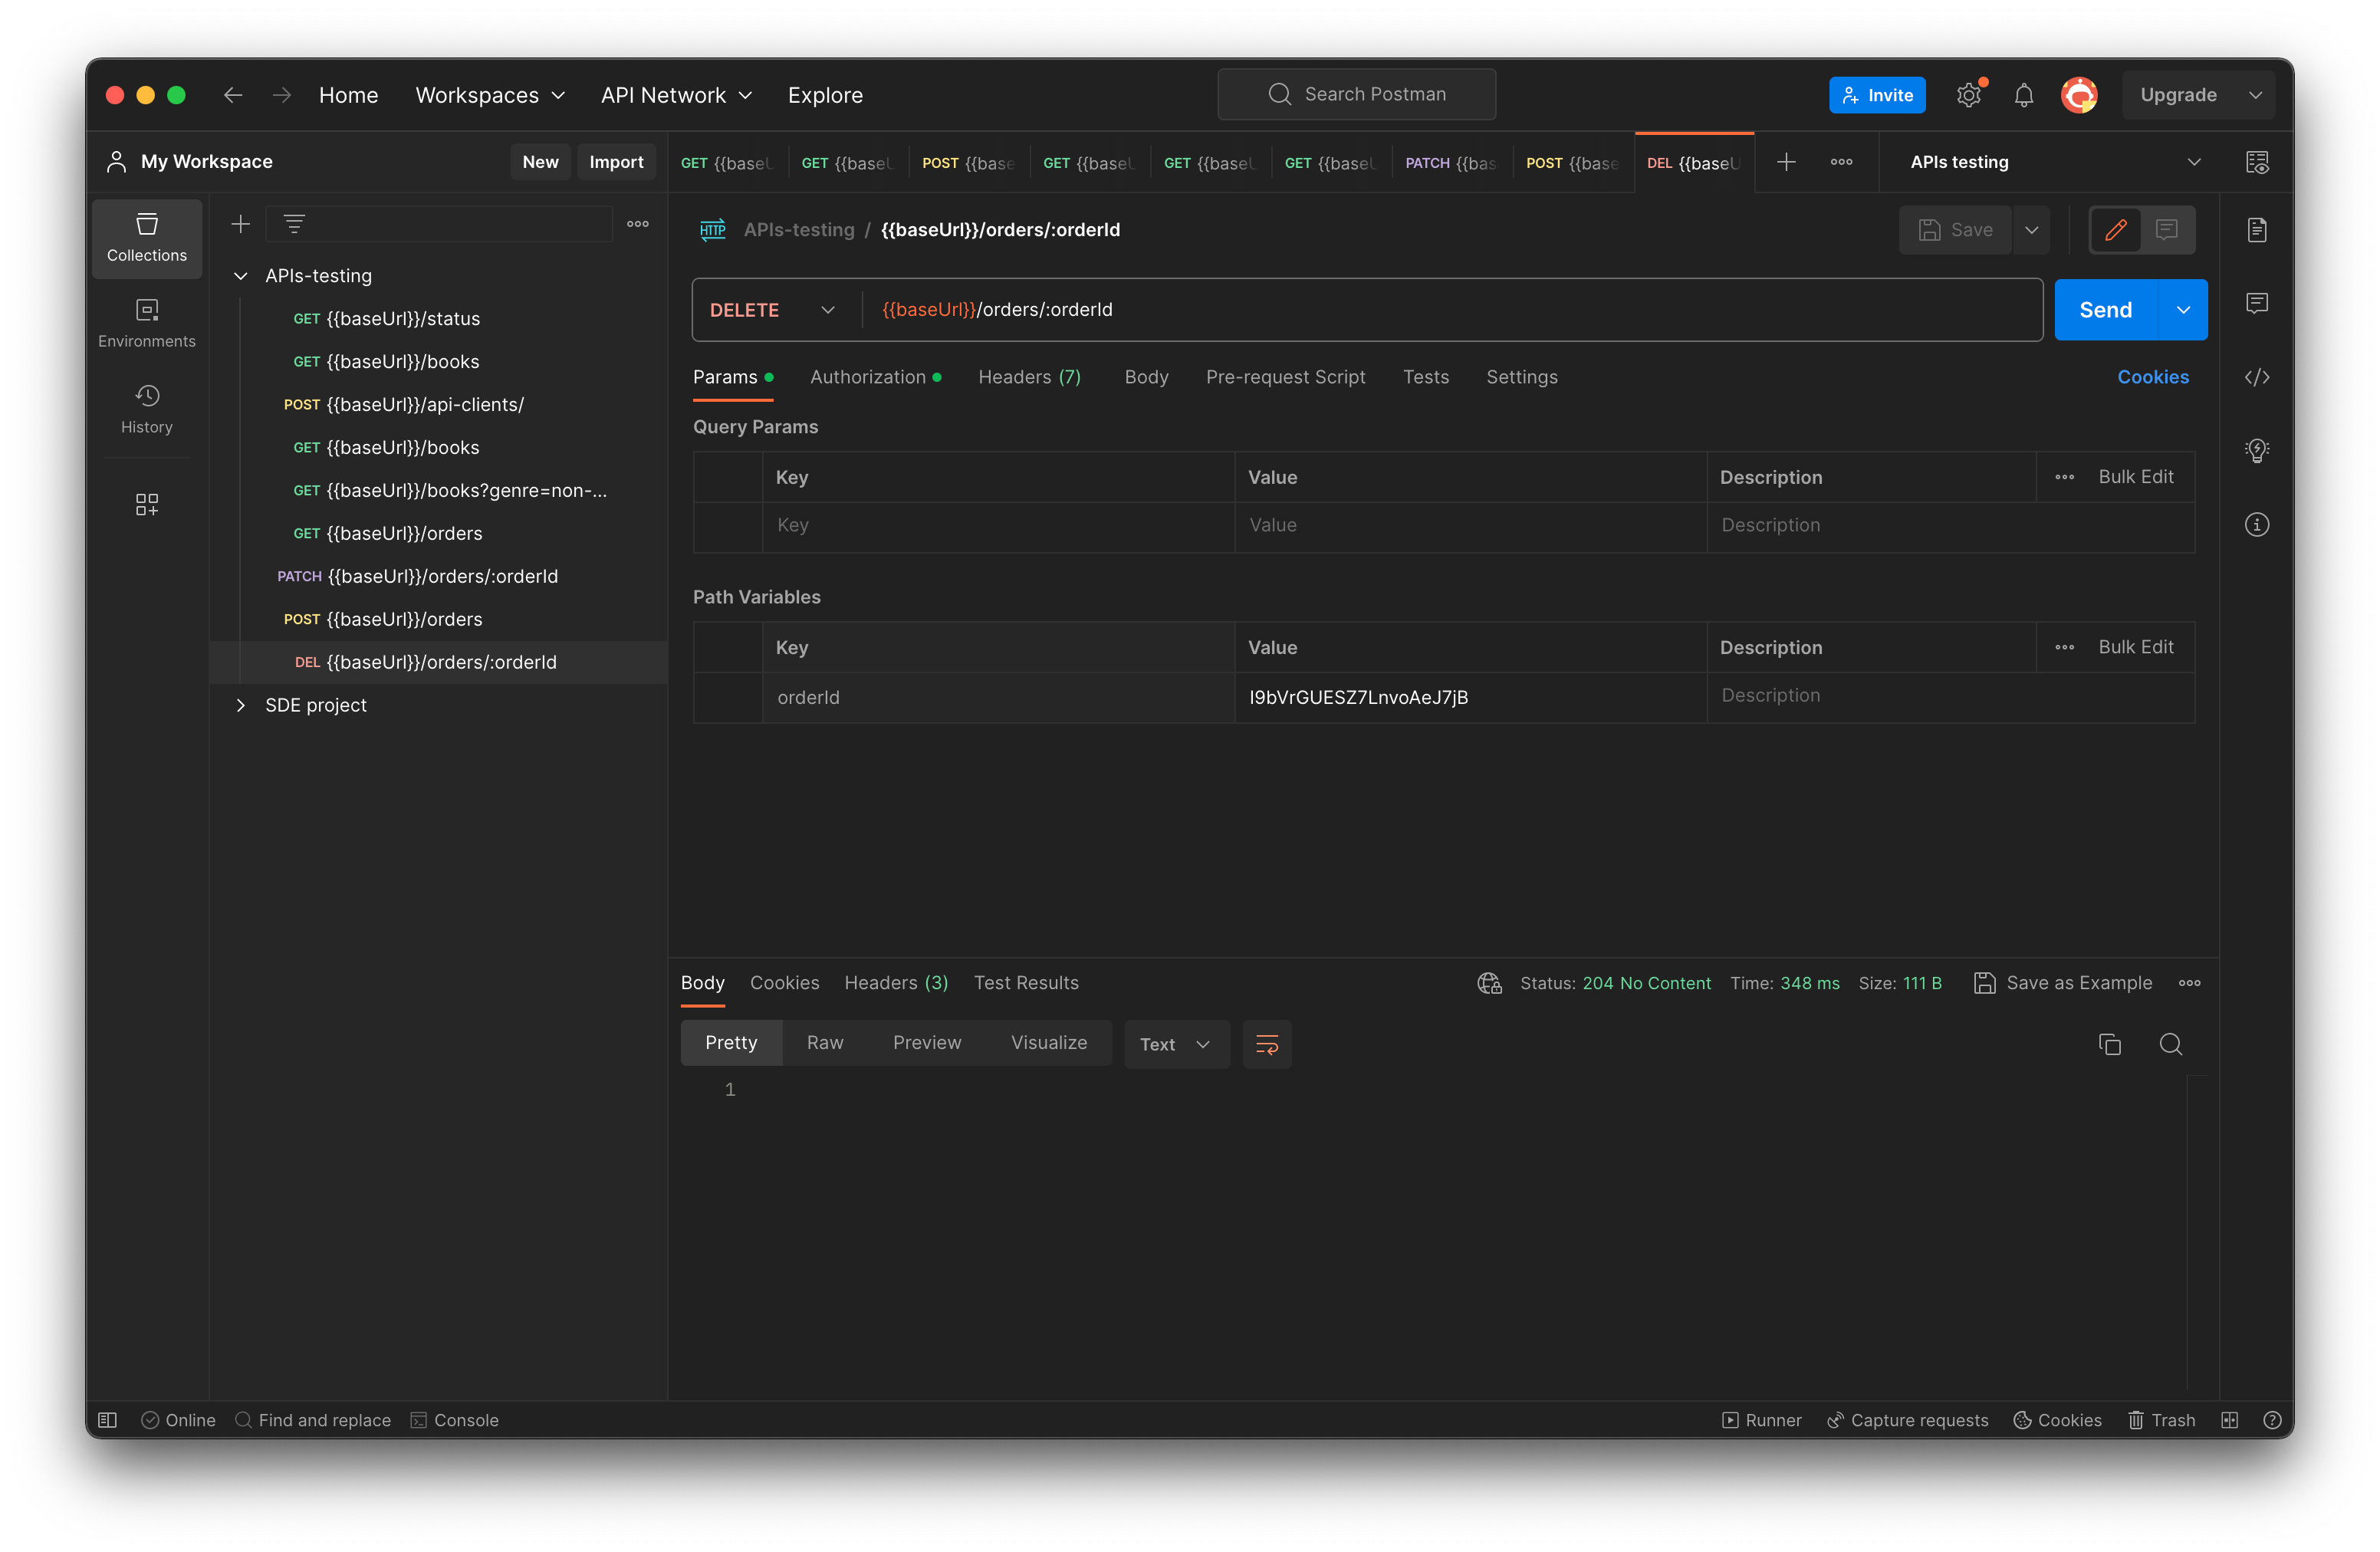 Home Workspaces API Network Explore Search Postman Invite Upgrade
My Workspace New Import GET {{baseU GET {{baseU POST {{base GET {{baseU GET {{baseU GET {{baseU PATCH {{bas POST {{base DEL {{baseU APIs testing
Collections
Environments
History
APIs-testing
GET {{baseUrl}}/status
GET {{baseUrl}}/books
POST {{baseUrl}}/api-clients/
GET {{baseUrl}}/books
GET {{baseUrl}}/books?genre=non-...
GET {{baseUrl}}/orders
PATCH {{baseUrl}}/orders/:orderId
POST {{baseUrl}}/orders
DEL {{baseUrl}}/orders/:orderId
SDE project
HTTP APIs-testing / {{baseUrl}}/orders/:orderId Save
DELETE {{baseUrl}}/orders/:orderId Send
Params Authorization Headers (7) Body Pre-request Script Tests Settings Cookies
Query Params
Key Value Description Bulk Edit
Key Value Description
Path Variables
Key Value Description Bulk Edit
orderId I9bVrGUESZ7LnvoAeJ7jB Description
Body Cookies Headers (3) Test Results Status: 204 No Content Time: 348 ms Size: 111 B Save as Example
Pretty Raw Preview Visualize Text
1
Online Find and replace Console Runner Capture requests Cookies Trash